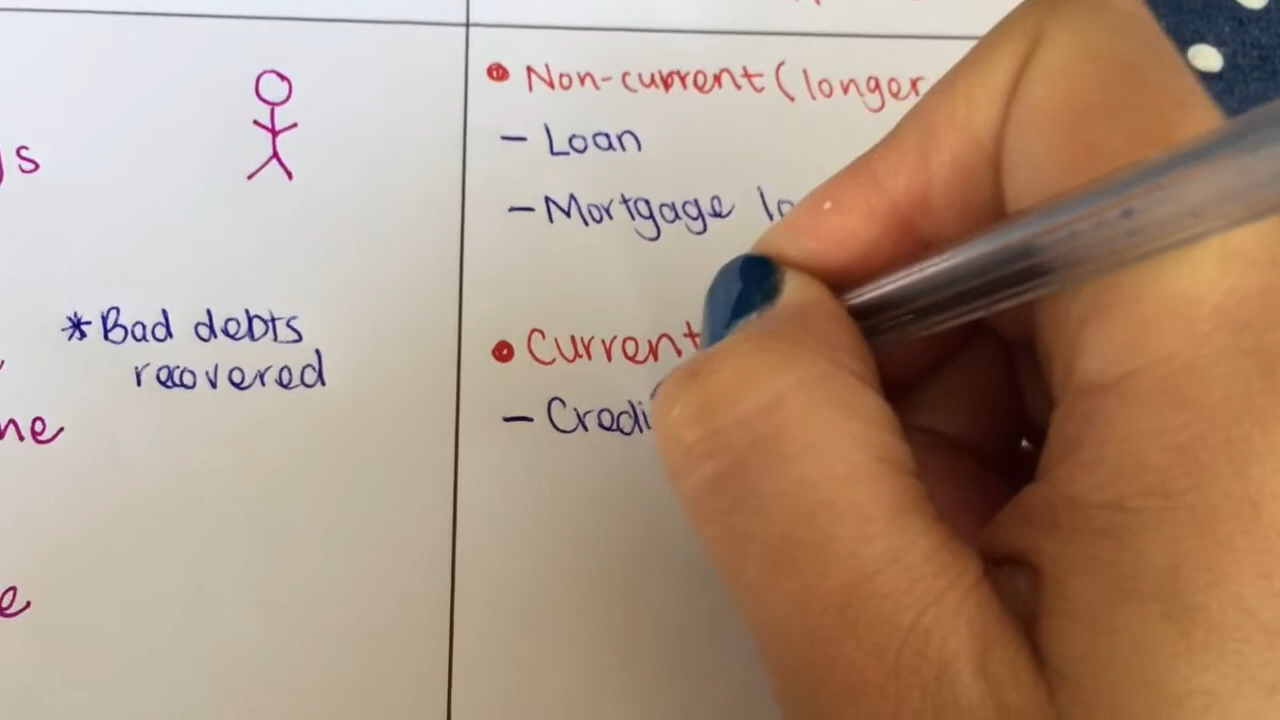 s
* Bad debts
recovered
ne
e
• Non-current (longer
- Loan
- Mortgage lo
• Current
- Credi